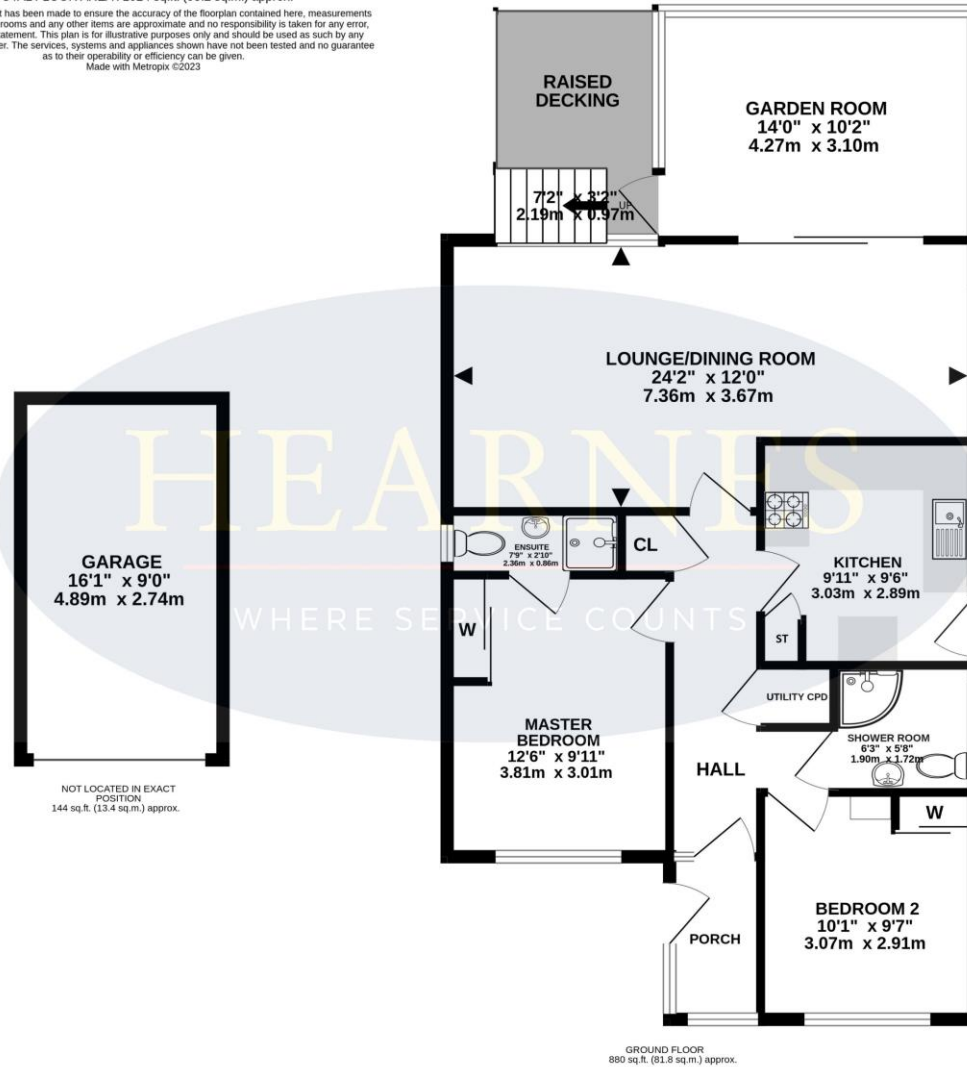 t has been made to ensure the accuracy of the floorplan contained here, measurements
rooms and any other items are approximate and no responsibility is taken for any error,
atement. This plan is for illustrative purposes only and should be used as such by any
er. The services, systems and appliances shown have not been tested and no guarantee
as to their operability or efficiency can be given.
Made with Metropix ©2023
RAISED
DECKING
GARDEN ROOM
14'0" x 10'2"
4.27m x 3.10m
7'2" x 3'2"
2.19m x 0.97m
UP
LOUNGE/DINING ROOM
24'2" x 12'0"
7.36m x 3.67m
HEARNES
WHERE SERVICE COUNTS
GARAGE
16'1" x 9'0"
4.89m x 2.74m
NOT LOCATED IN EXACT
POSITION
144 sq.ft. (13.4 sq.m.) approx.
ENSUITE
7'9" x 2'10"
2.36m x 0.86m
CL
KITCHEN
9'11" x 9'6"
3.03m x 2.89m
W
ST
UTILITY CPD
MASTER
BEDROOM
12'6" x 9'11"
3.81m x 3.01m
SHOWER ROOM
6'3" x 5'8"
1.90m x 1.72m
HALL
W
BEDROOM 2
10'1" x 9'7"
3.07m x 2.91m
PORCH
GROUND FLOOR
880 sq.ft. (81.8 sq.m.) approx.